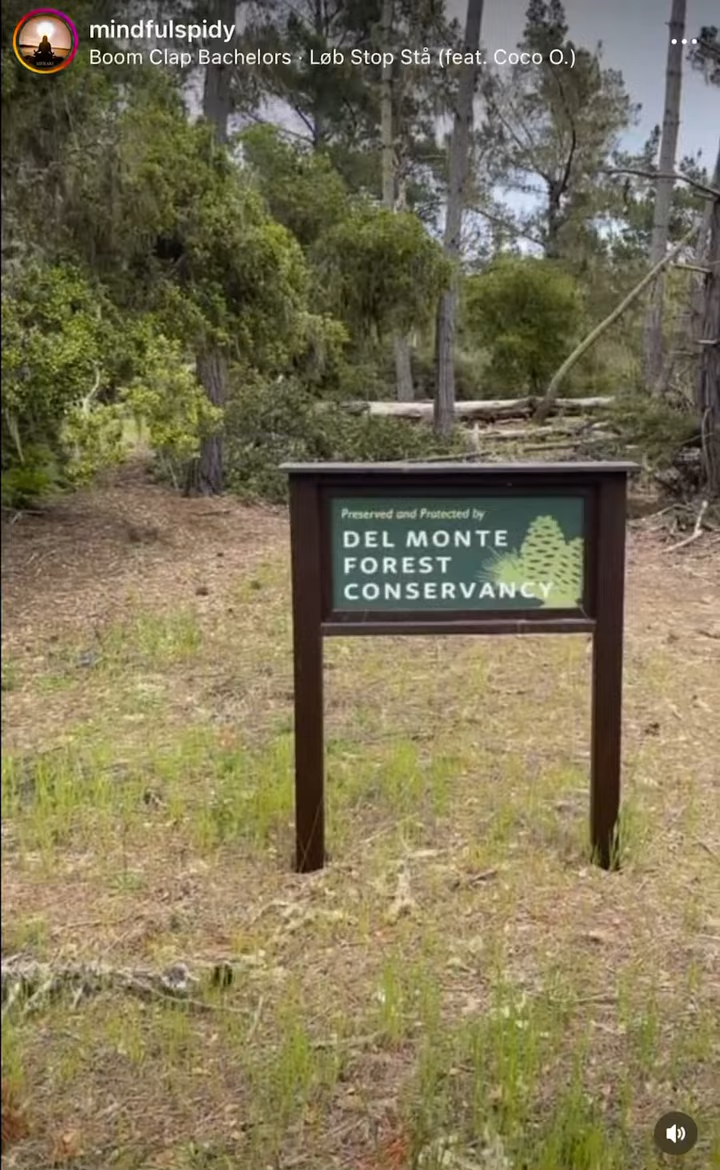 mindfulspidy
Boom Clap Bachelors · Løb Stop Stå (feat. Coco O.)
Preserved and Protected by
DEL MONTE
FOREST
CONSERVANCY